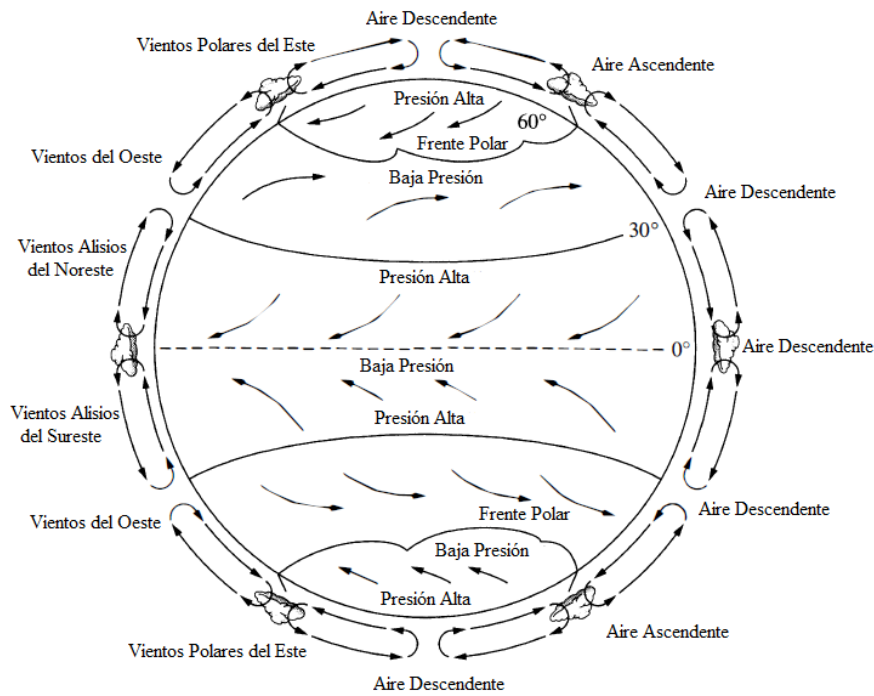 Aire Descendente
Vientos Polares del Este
Aire Ascendente
Presión Alta
60°
Frente Polar
Vientos del Oeste
Baja Presión
Aire Descendente
30°
Vientos Alisios
del Noreste
Presión Alta
0°
Aire Descendente
Baja Presión
Vientos Alisios
del Sureste
Presión Alta
Aire Descendente
Vientos del Oeste
Frente Polar
Baja Presión
Presión Alta
Aire Ascendente
Vientos Polares del Este
Aire Descendente